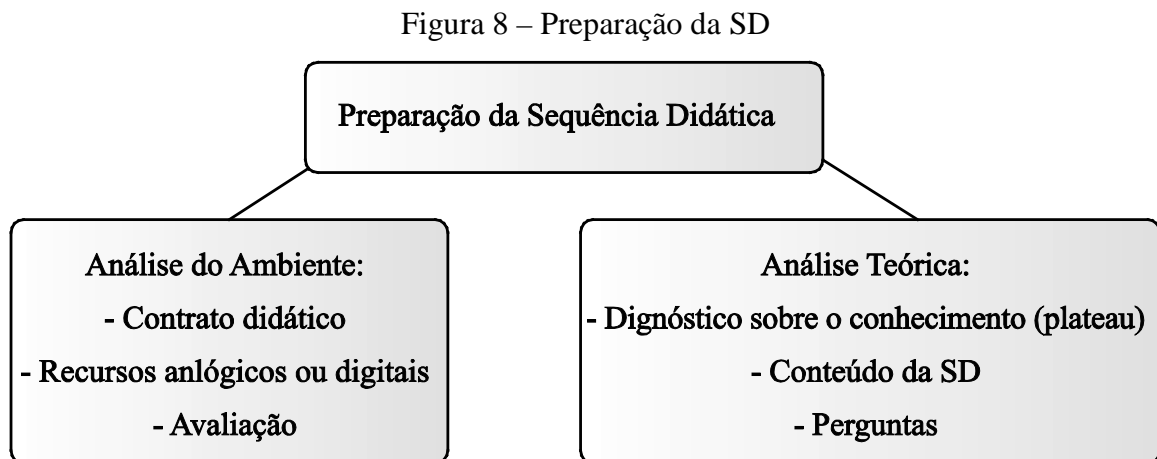 Figura 8 – Preparação da SD
Preparação da Sequência Didática
Análise do Ambiente:
- Contrato didático
- Recursos anlógicos ou digitais
- Avaliação
Análise Teórica:
- Dignóstico sobre o conhecimento (plateau)
- Conteúdo da SD
- Perguntas